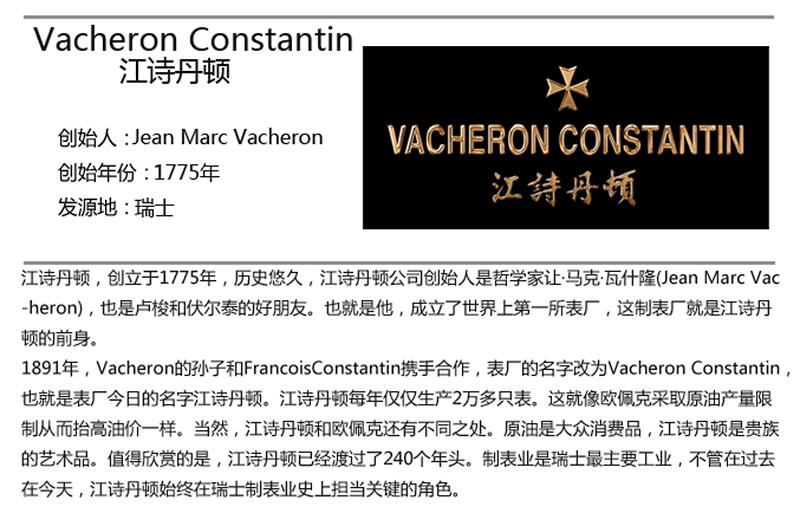 Vacheron Constantin
江诗丹顿
创始人：Jean Marc Vacheron
创始年份：1775年
发源地：瑞士
VACHERON CONSTANTIN
江詩丹頓
江诗丹顿，创立于1775年，历史悠久，江诗丹顿公司创始人是哲学家让·马克·瓦什隆(Jean Marc Vac
-heron)，也是卢梭和伏尔泰的好朋友。也就是他，成立了世界上第一所表厂，这制表厂就是江诗丹
顿的前身。
1891年，Vacheron的孙子和FrancoisConstantin携手合作，表厂的名字改为Vacheron Constantin，
也就是表厂今日的名字江诗丹顿。江诗丹顿每年仅仅生产2万多只表。这就像欧佩克采取原油产量限
制从而抬高油价一样。当然，江诗丹顿和欧佩克还有不同之处。原油是大众消费品，江诗丹顿是贵族
的艺术品。值得欣赏的是，江诗丹顿已经渡过了240个年头。制表业是瑞士最主要工业，不管在过去
在今天，江诗丹顿始终在瑞士制表业史上担当关键的角色。